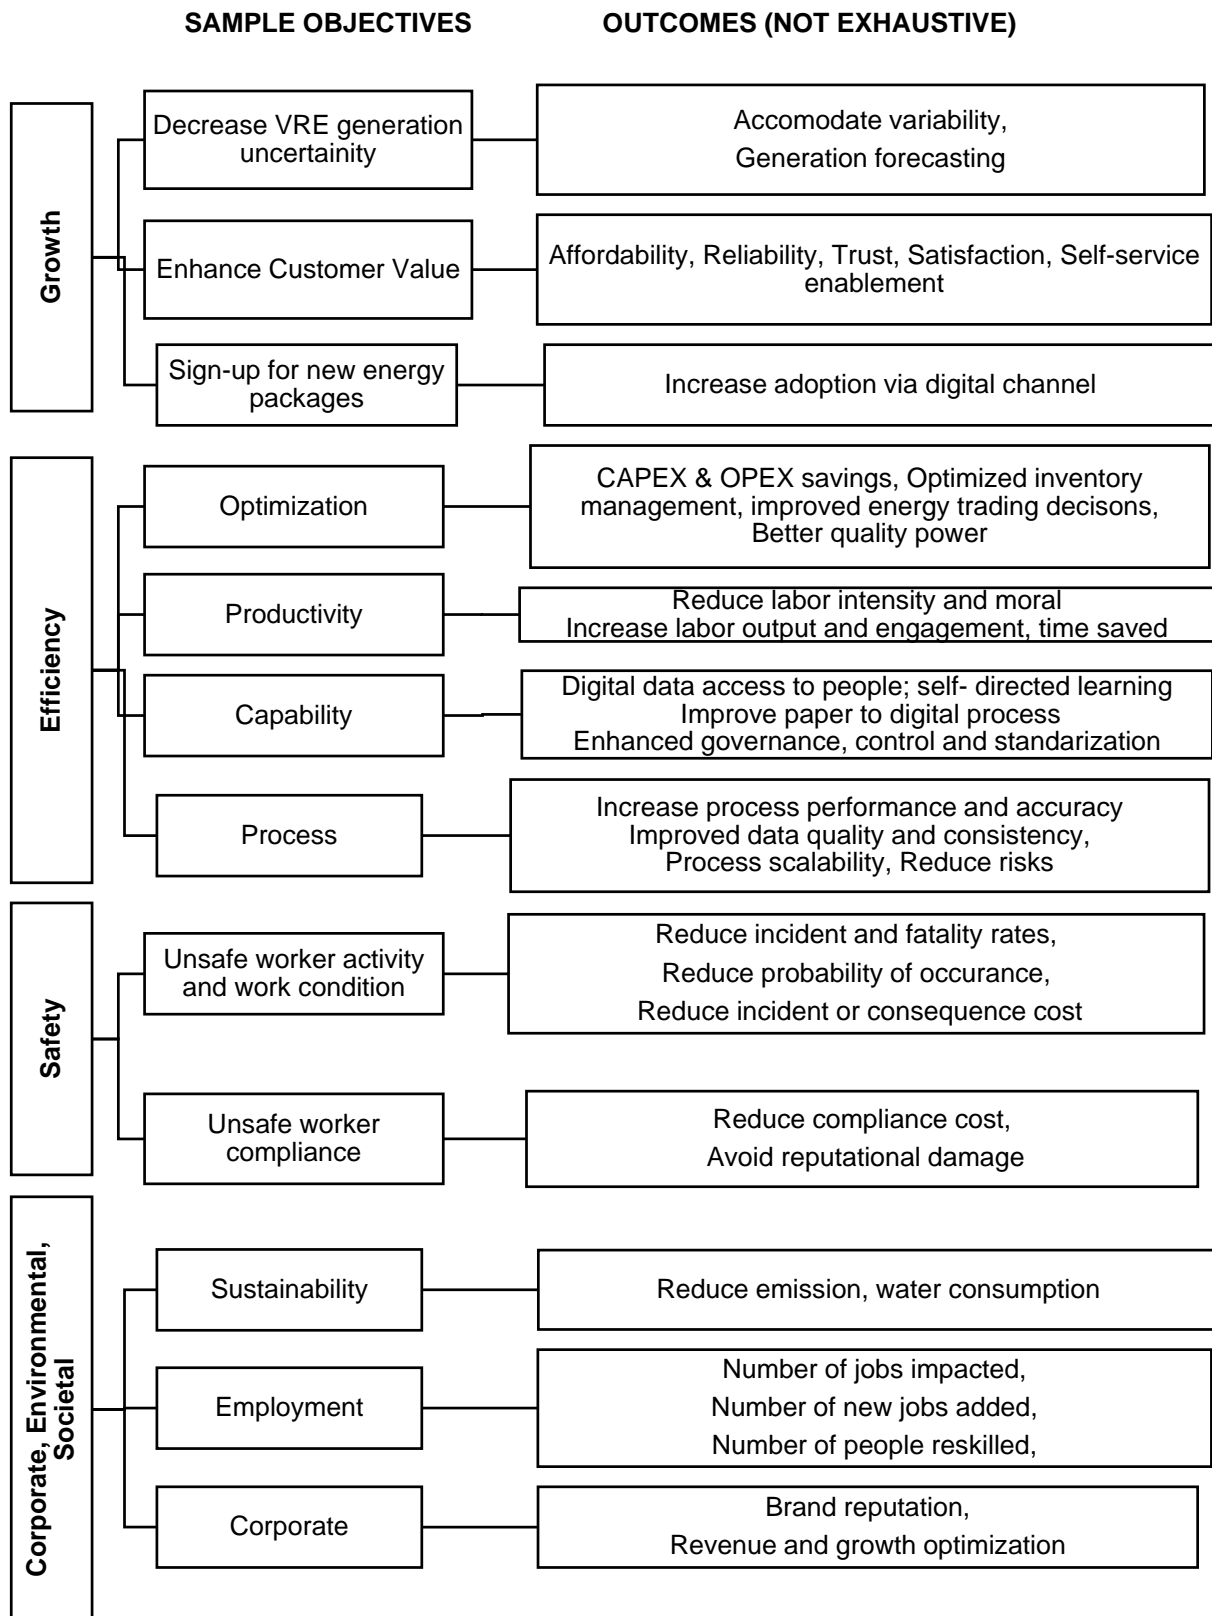 SAMPLE OBJECTIVES
OUTCOMES (NOT EXHAUSTIVE)
Growth
Decrease VRE generation
uncertainity
Accomodate variability,
Generation forecasting
Enhance Customer Value
Affordability, Reliability, Trust, Satisfaction, Self-service
enablement
Sign-up for new energy
packages
Increase adoption via digital channel
Efficiency
Optimization
CAPEX & OPEX savings, Optimized inventory
management, improved energy trading decisons,
Better quality power
Productivity
Reduce labor intensity and moral
Increase labor output and engagement, time saved
Capability
Digital data access to people; self- directed learning
Improve paper to digital process
Enhanced governance, control and standarization
Process
Increase process performance and accuracy
Improved data quality and consistency,
Process scalability, Reduce risks
Safety
Unsafe worker activity
and work condition
Reduce incident and fatality rates,
Reduce probability of occurance,
Reduce incident or consequence cost
Unsafe worker
compliance
Reduce compliance cost,
Avoid reputational damage
Corporate, Environmental,
Societal
Sustainability
Reduce emission, water consumption
Employment
Number of jobs impacted,
Number of new jobs added,
Number of people reskilled,
Corporate
Brand reputation,
Revenue and growth optimization